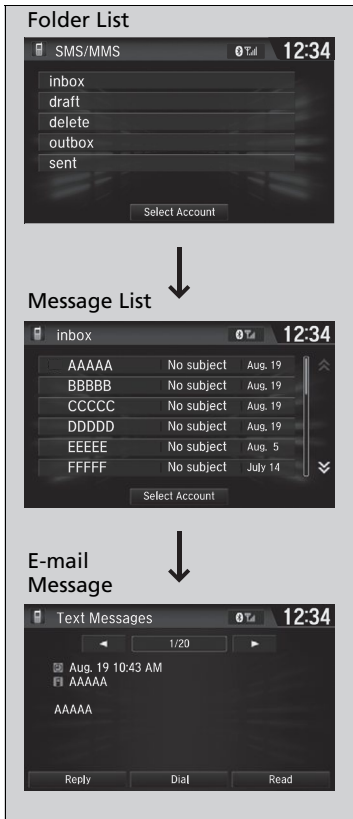 Folder List
SMS/MMS 12:34
inbox
draft
delete
outbox
sent
Select Account
Message List
inbox 12:34
AAAAA No subject Aug. 19
BBBBB No subject Aug. 19
CCCCC No subject Aug. 19
DDDDD No subject Aug. 19
EEEEE No subject Aug. 5
FFFFF No subject July 14
Select Account
E-mail
Message
Text Messages 12:34
1/20
Aug. 19 10:43 AM
AAAAA
AAAAA
Reply Dial Read